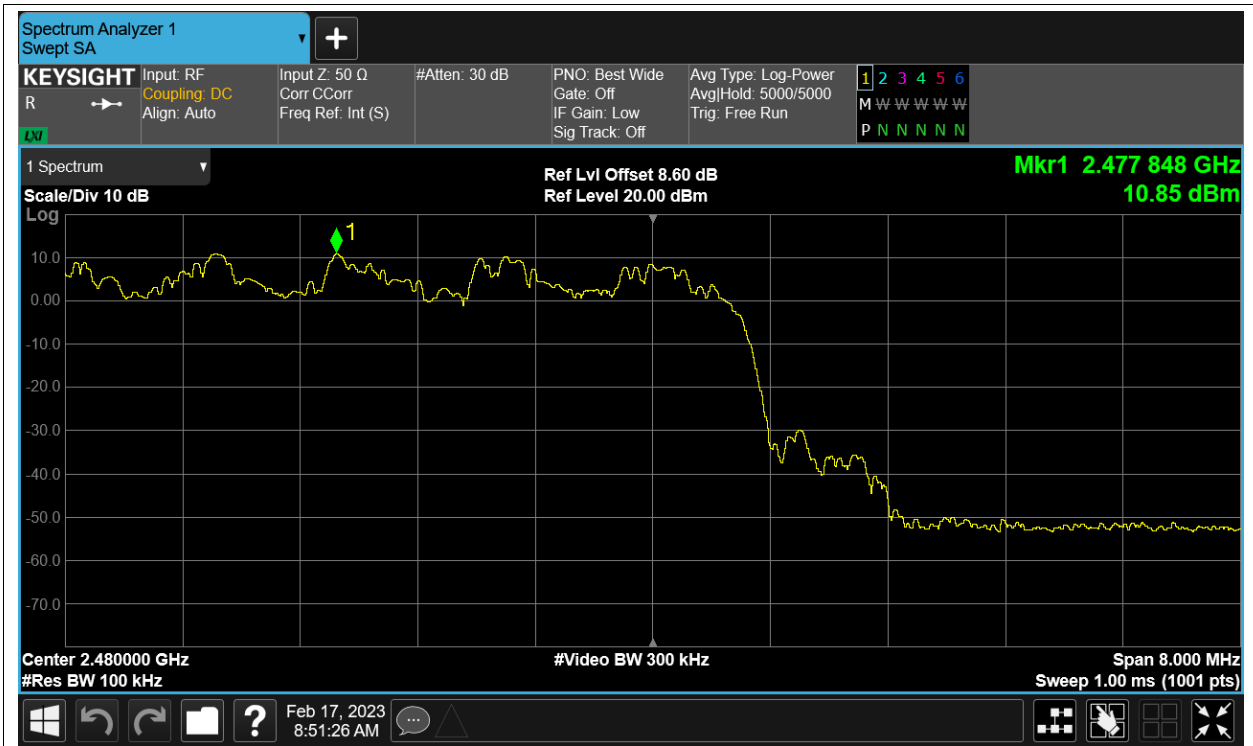 Spectrum Analyzer 1
Swept SA
KEYSIGHT
R
LXI
Input: RF
Coupling: DC
Align: Auto
Input Z: 50 Ω
Corr CCorr
Freq Ref: Int (S)
#Atten: 30 dB
PNO: Best Wide
Gate: Off
IF Gain: Low
Sig Track: Off
Avg Type: Log-Power
Avg|Hold: 5000/5000
Trig: Free Run
1 2 3 4 5 6
M W W W W W
P N N N N N
1 Spectrum
Scale/Div 10 dB
Log
Ref Lvl Offset 8.60 dB
Ref Level 20.00 dBm
Mkr1 2.477 848 GHz
10.85 dBm
1
10.0
0.00
-10.0
-20.0
-30.0
-40.0
-50.0
-60.0
-70.0
Center 2.480000 GHz
#Res BW 100 kHz
#Video BW 300 kHz
Span 8.000 MHz
Sweep 1.00 ms (1001 pts)
?
Feb 17, 2023
8:51:26 AM